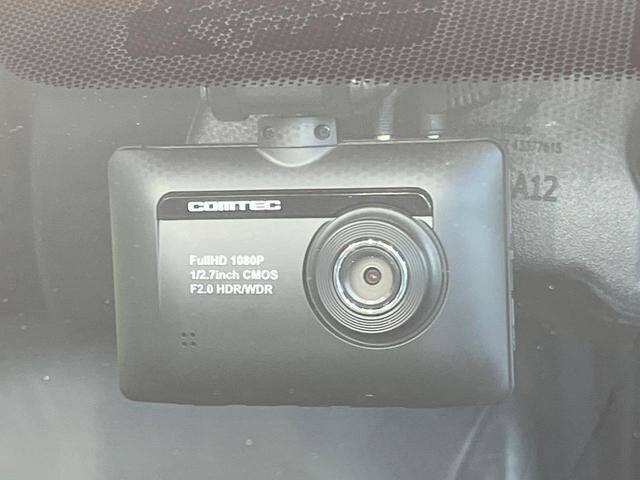 COMTEC
FullHD 1080P
1/2.7inch CMOS
F2.0 HDR/WDR
A12